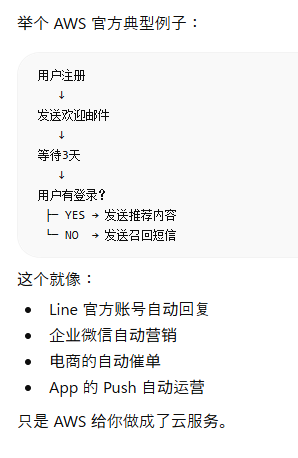 举个 AWS 官方典型例子：
用户注册
↓
发送欢迎邮件
↓
等待3天
↓
用户有登录？
├─ YES → 发送推荐内容
└─ NO → 发送召回短信
这个就像：
• Line 官方账号自动回复
• 企业微信自动营销
• 电商的自动催单
• App 的 Push 自动运营
只是 AWS 给你做成了云服务。